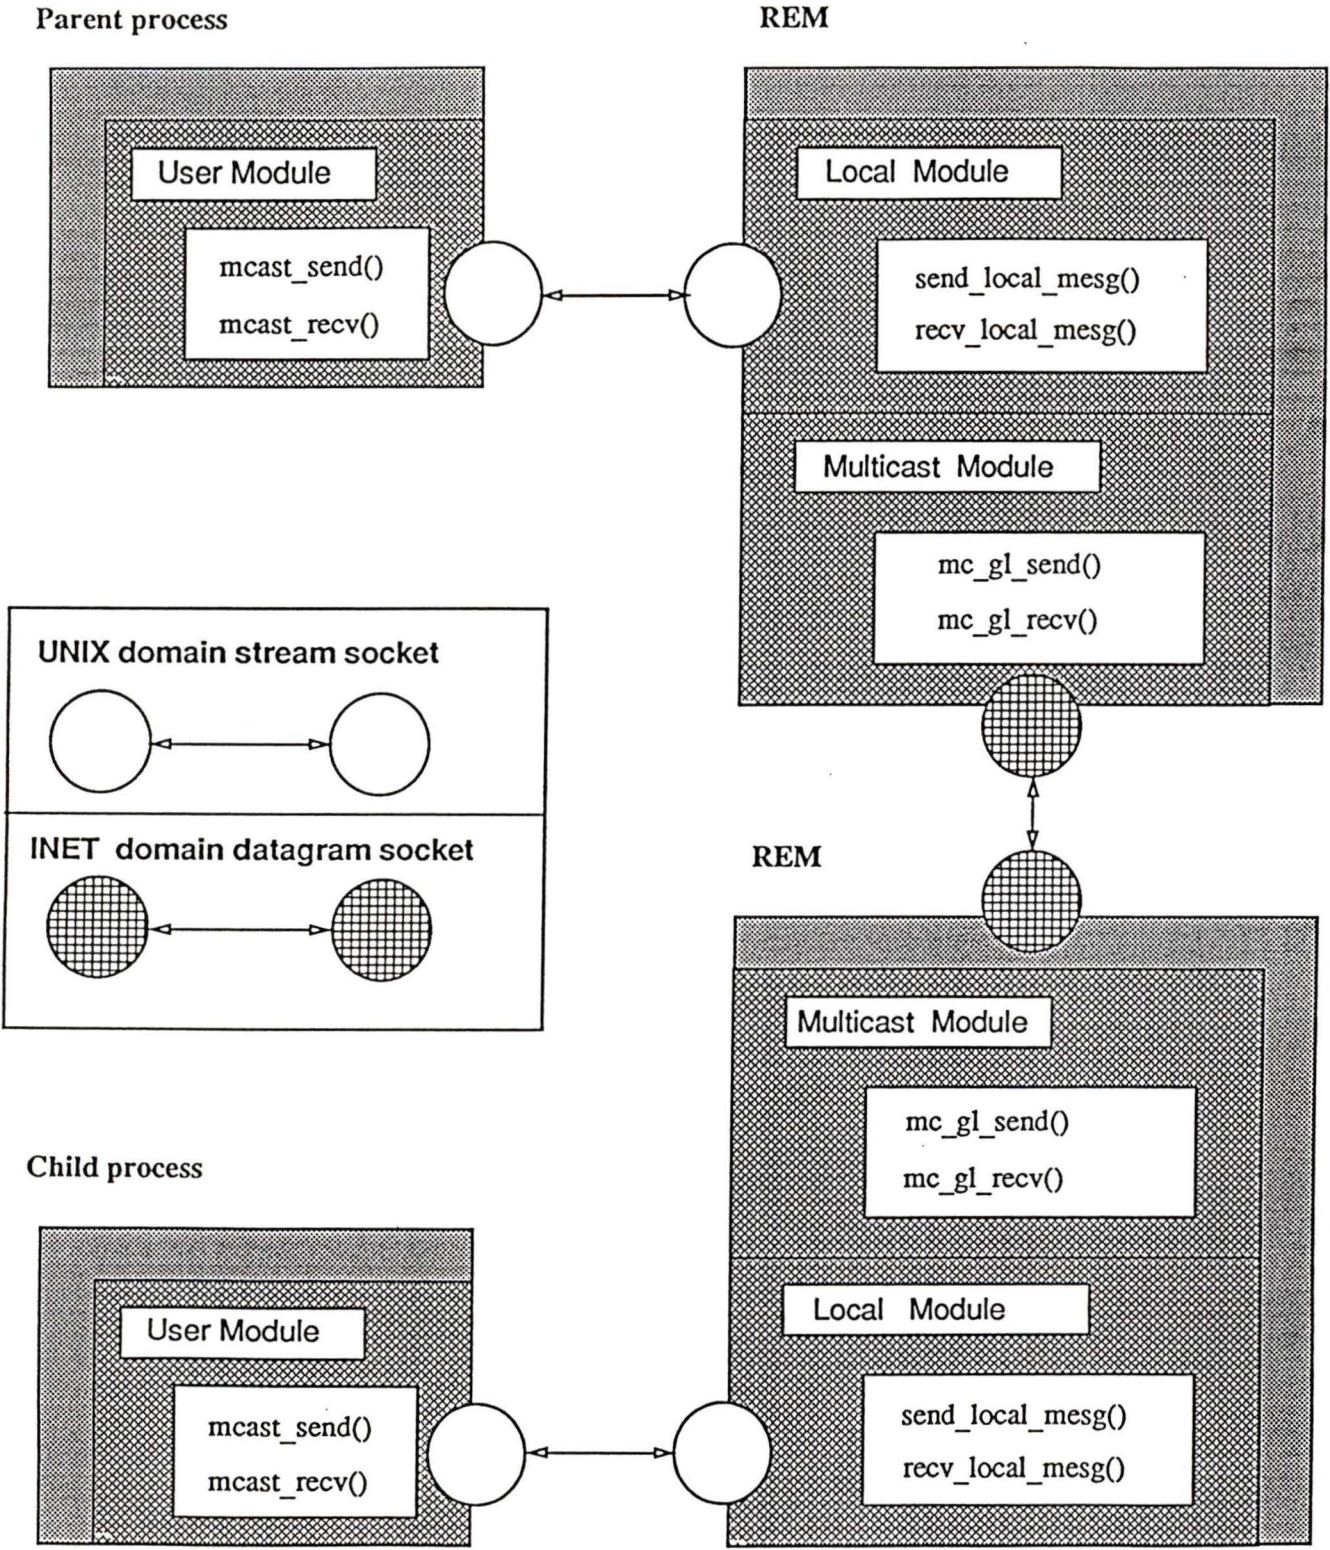 Parent process
REM
User Module
mcast_send()
mcast_recv()
Local Module
send_local_mesg()
recv_local_mesg()
Multicast Module
mc_gl_send()
mc_gl_recv()
UNIX domain stream socket
INET domain datagram socket
REM
Multicast Module
mc_gl_send()
mc_gl_recv()
Child process
User Module
mcast_send()
mcast_recv()
Local Module
send_local_mesg()
recv_local_mesg()